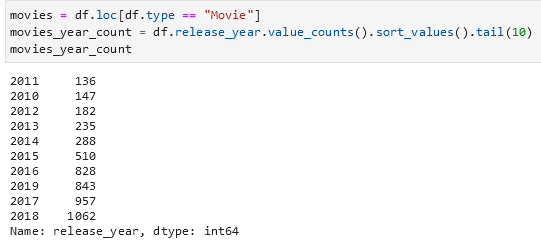 movies = df.loc[df.type == "Movie"]
movies_year_count = df.release_year.value_counts().sort_values().tail(10)
movies_year_count
2011     136
2010     147
2012     182
2013     235
2014     288
2015     510
2016     828
2019     843
2017     957
2018    1062
Name: release_year, dtype: int64